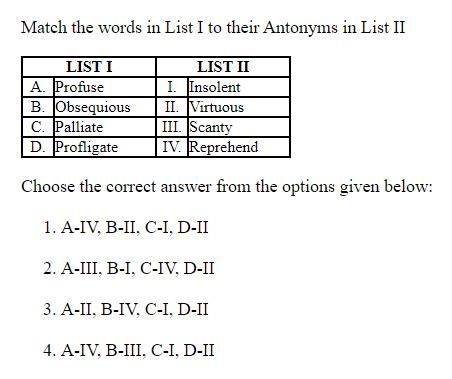 Match the words in List I to their Antonyms in List II
LIST I LIST II
A. Profuse I. Insolent
B. Obsequious II. Virtuous
C. Palliate III. Scanty
D. Profligate IV. Reprehend
Choose the correct answer from the options given below:
1. A-IV, B-II, C-I, D-II
2. A-III, B-I, C-IV, D-II
3. A-II, B-IV, C-I, D-II
4. A-IV, B-III, C-I, D-II